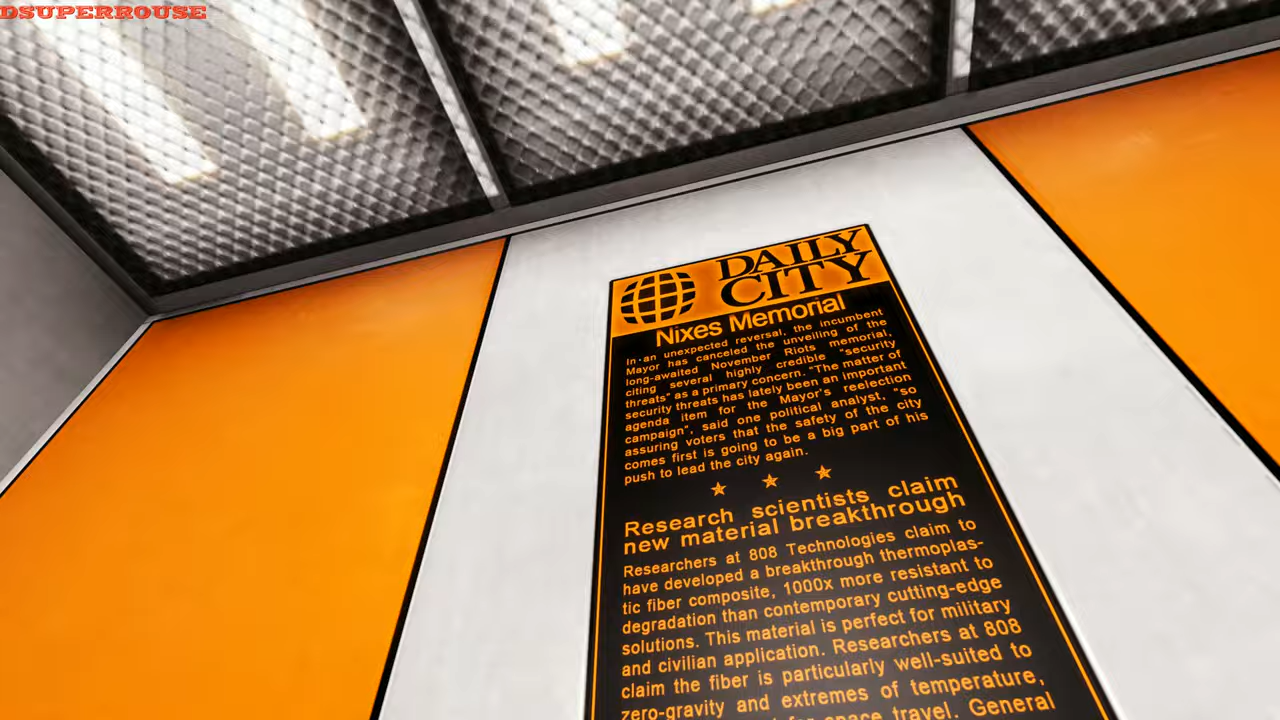 DSUPERROUSE
DAILY
CITY
Nixes Memorial
In an unexpected reversal, the incumbent
Mayor has canceled the unveiling of the
long-awaited November Riots memorial,
citing several highly credible "security
threats" as a primary concern. "The matter of
security threats has lately been an important
agenda item for the Mayor's reelection
campaign", said one political analyst, "so
assuring voters that the safety of the city
comes first is going to be a big part of his
push to lead the city again.
Research scientists claim
new material breakthrough
Researchers at 808 Technologies claim to
have developed a breakthrough thermoplas-
tic fiber composite, 1000x more resistant to
degradation than contemporary cutting-edge
solutions. This material is perfect for military
and civilian application. Researchers at 808
claim the fiber is particularly well-suited to
zero-gravity and extremes of temperature,
for space travel. General